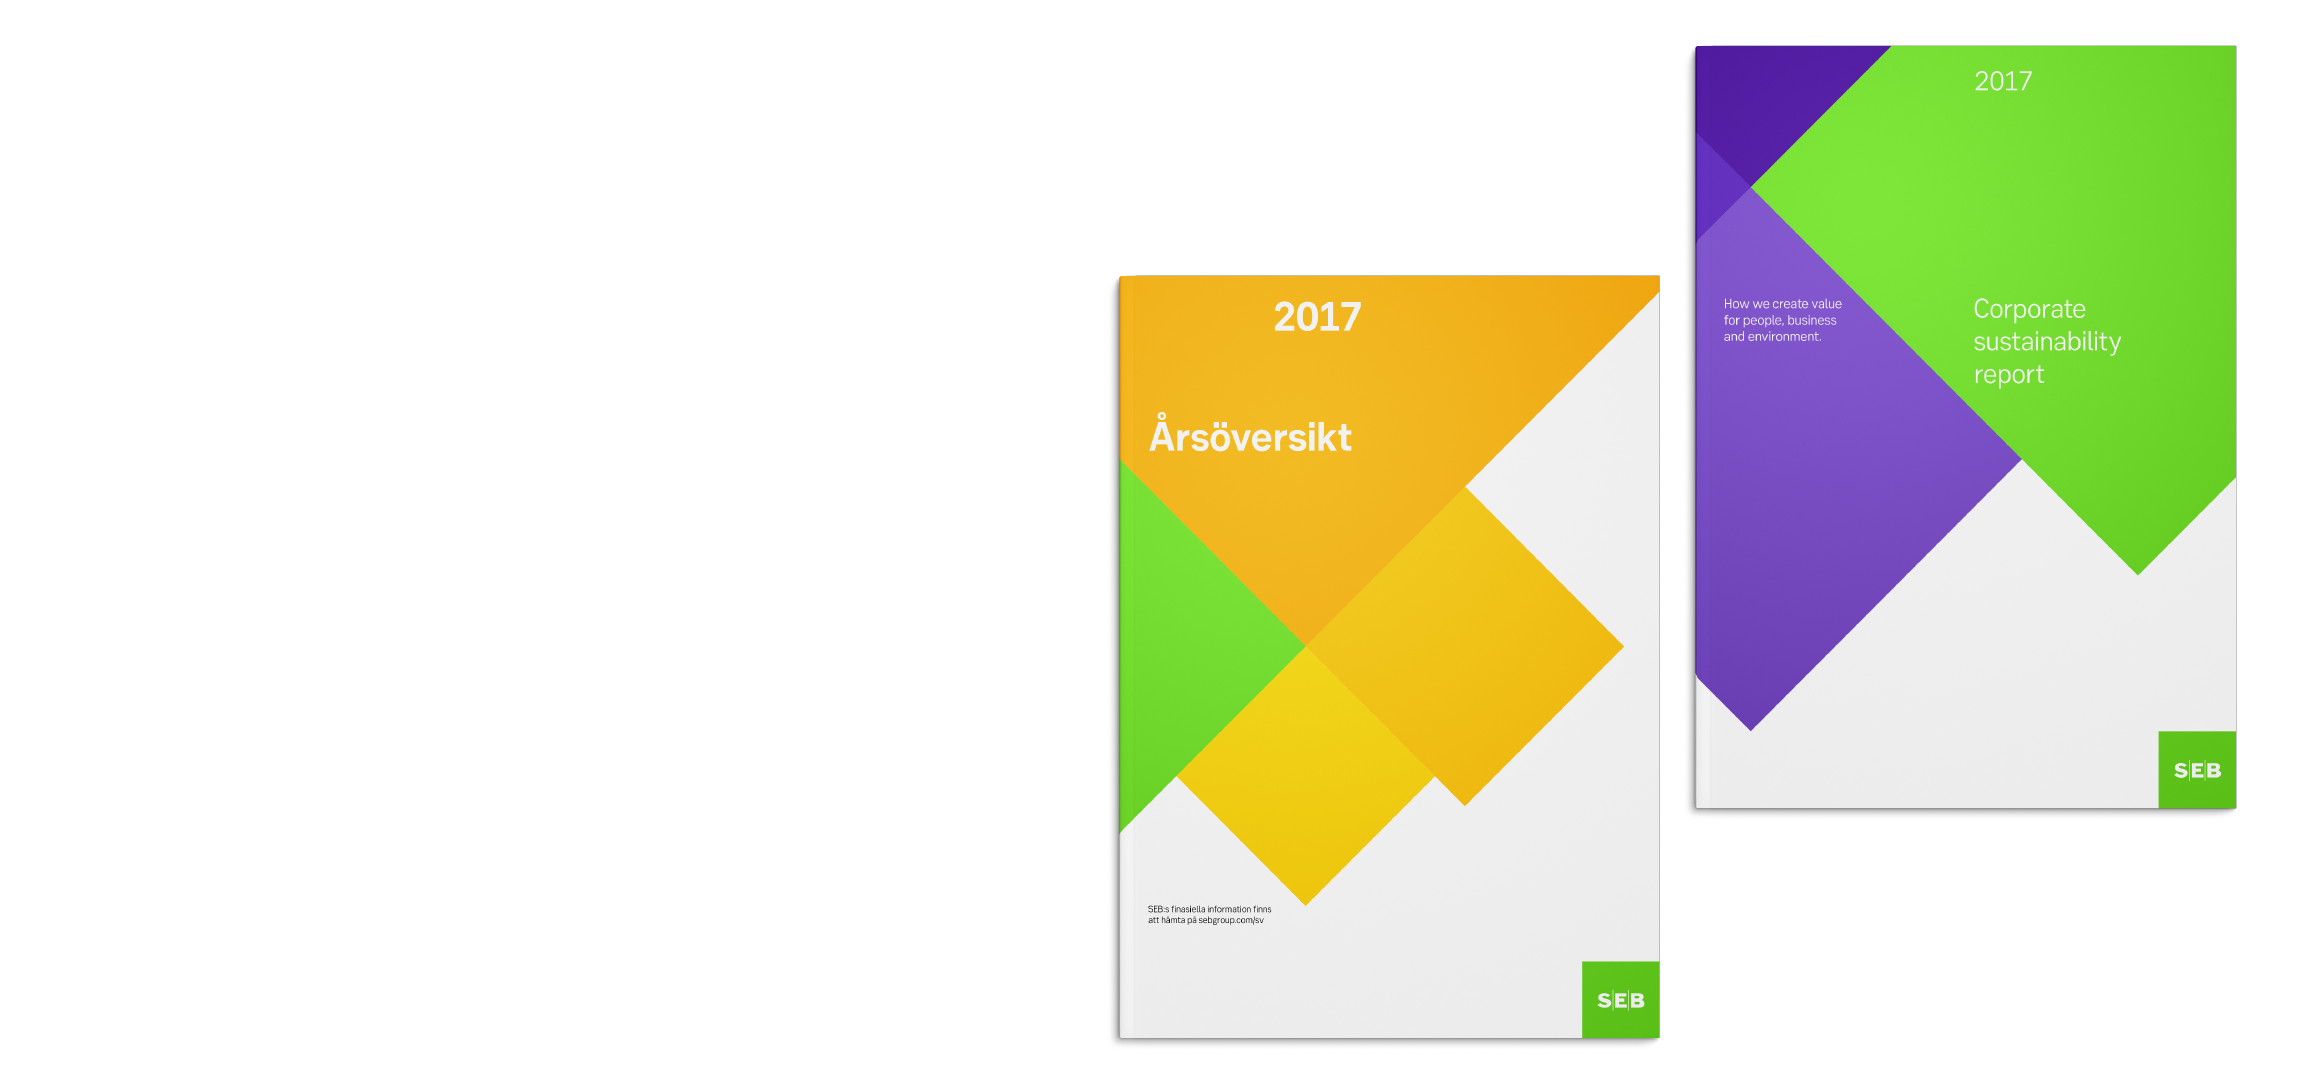 2017
Årsöversikt
SEB:s finasiella information finns
att hämta på sebgroup.com/sv
SEB
2017
How we create value
for people, business
and environment.
Corporate
sustainability
report
SEB